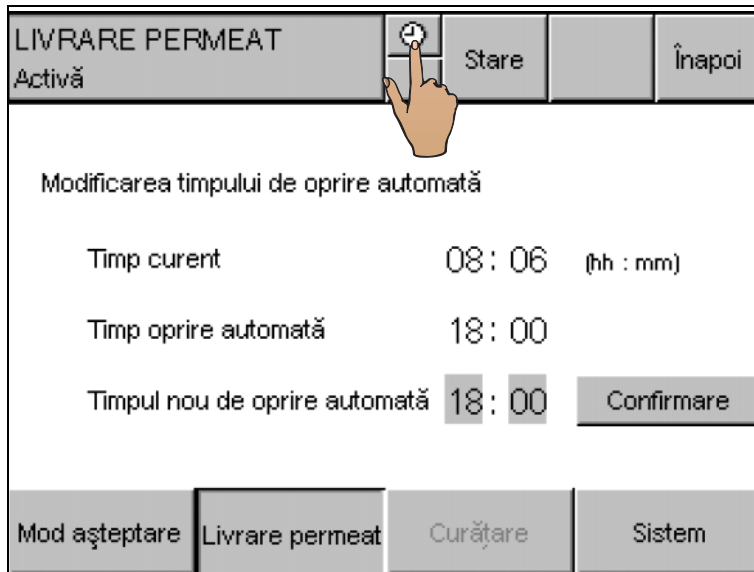 LIVRARE PERMEAT
Activă
Stare
Înapoi
Modificarea timpului de oprire automată
Timp curent 08 : 06 (hh : mm)
Timp oprire automată 18 : 00
Timpul nou de oprire automată 18 : 00 Confirmare
Mod aşteptare Livrare permeat Curăţare Sistem